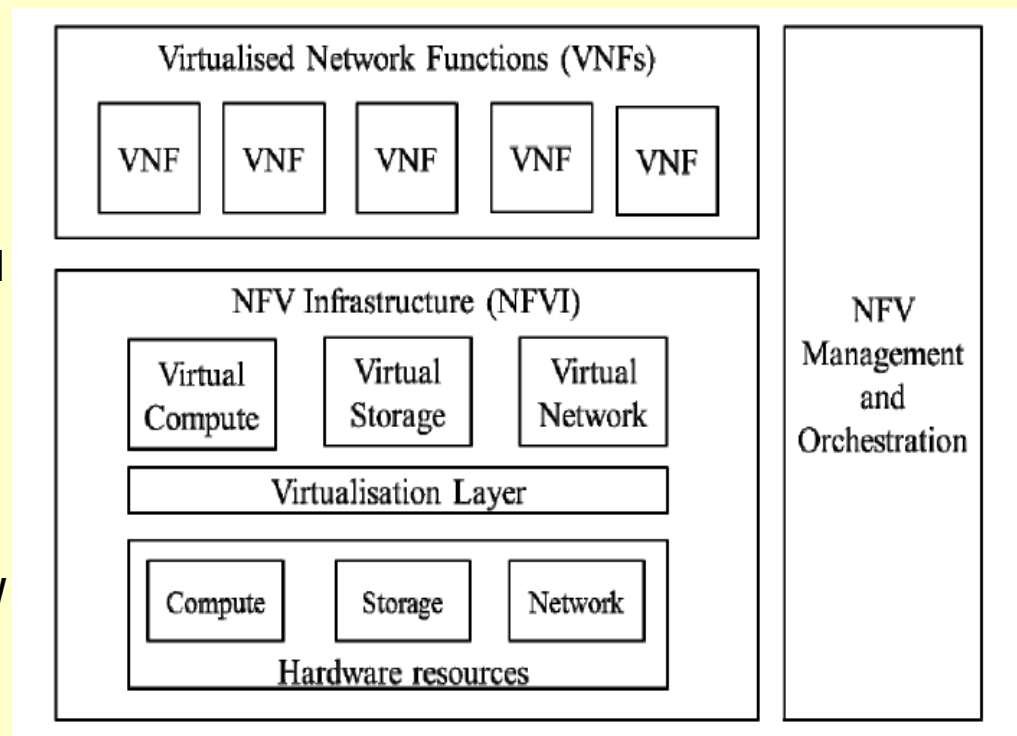 Virtualised Network Functions (VNFs)
VNF VNF VNF VNF VNF
NFV Infrastructure (NFVI)
Virtual
Compute
Virtual
Storage
Virtual
Network
Virtualisation Layer
Compute Storage Network
Hardware resources
NFV
Management
and
Orchestration